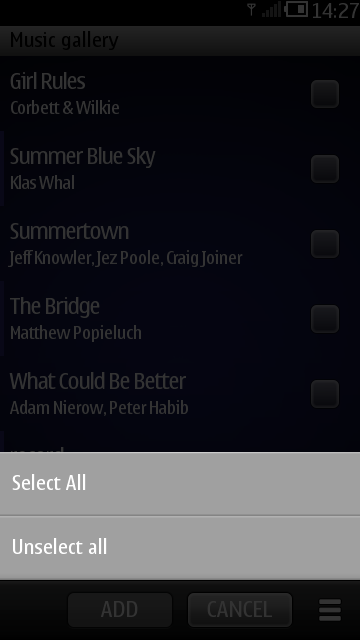 14:27
Music gallery
Girl Rules
Corbett & Wilkie
Summer Blue Sky
Klas Whal
Summertown
Jeff Knowler, Jez Poole, Craig Joiner
The Bridge
Matthew Popieluch
What Could Be Better
Adam Nierow, Peter Habib
Select All
Unselect all
ADD
CANCEL